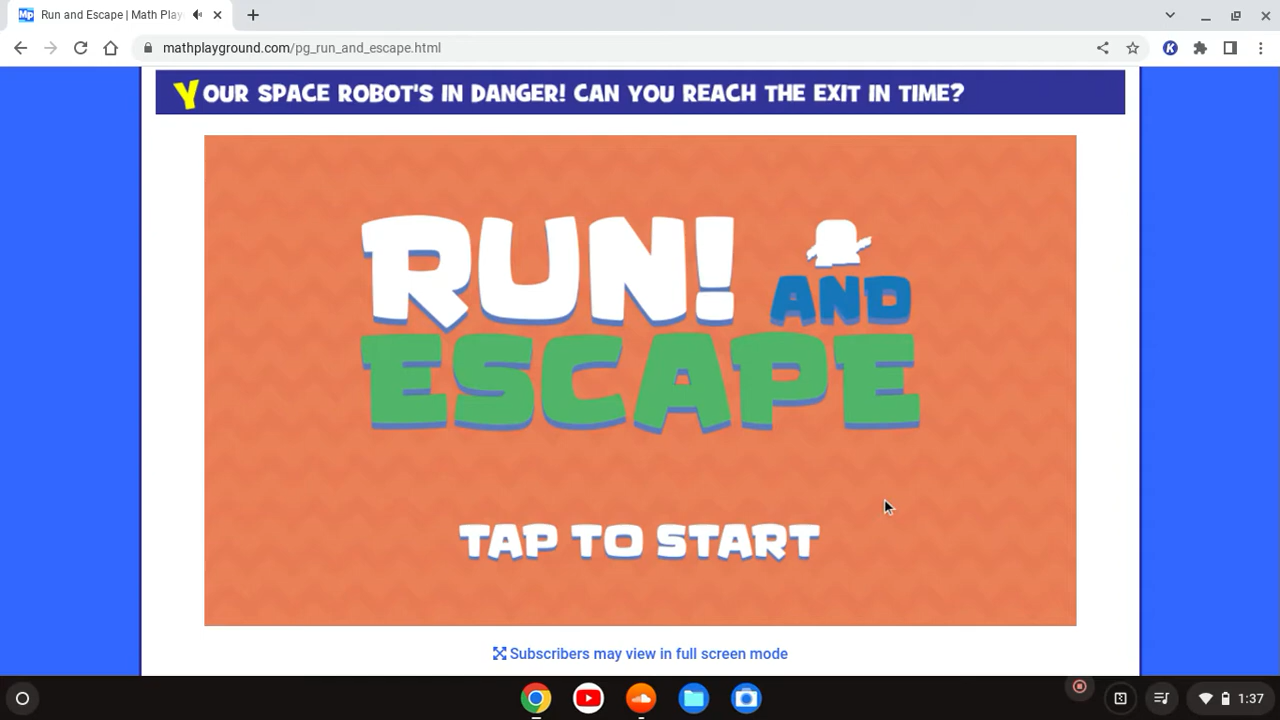 Mp Run and Escape | Math Play
mathplayground.com/pg_run_and_escape.html
K
YOUR SPACE ROBOT'S IN DANGER! CAN YOU REACH THE EXIT IN TIME?
RUN! AND
ESCAPE
TAP TO START
Subscribers may view in full screen mode
1:37